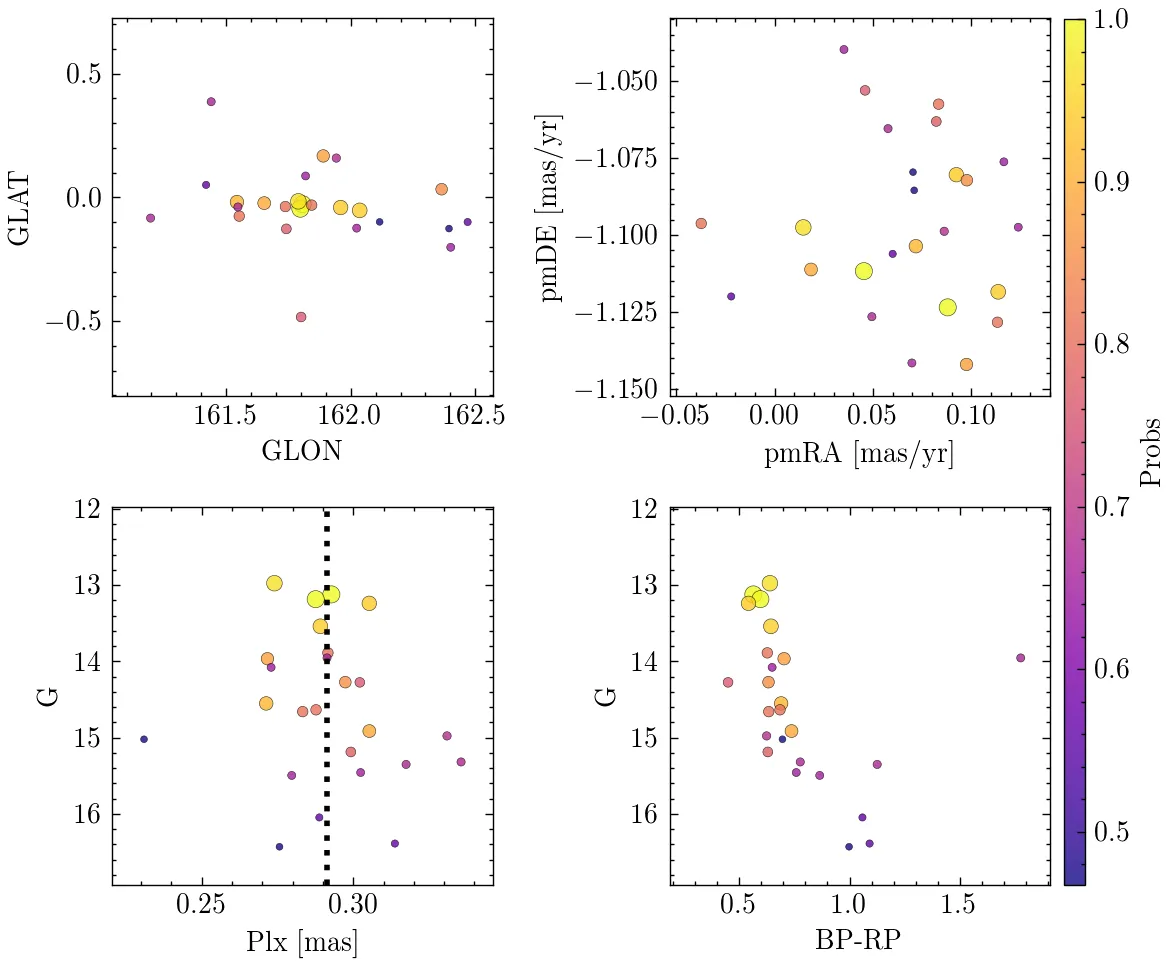 0.5
0.0
−0.5
GLAT
161.5 162.0 162.5
GLON
−1.050
−1.075
−1.100
−1.125
−1.150
pmDE [mas/yr]
−0.05 0.00 0.05 0.10
pmRA [mas/yr]
12
13
14
15
16
G
0.25 0.30
Plx [mas]
12
13
14
15
16
G
0.5 1.0 1.5
BP-RP
1.0
0.9
0.8
0.7
0.6
0.5
Probs